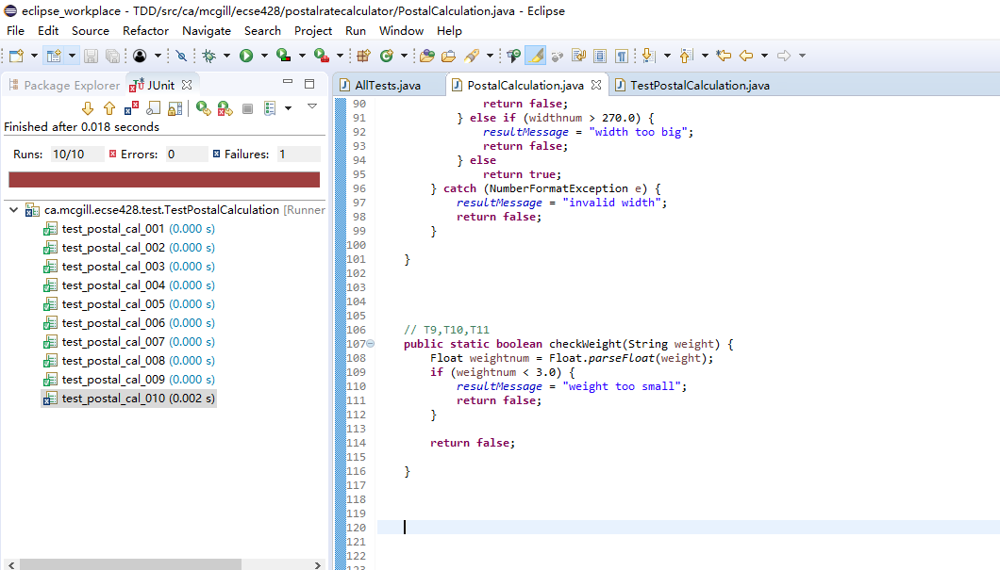 eclipse_workplace - TDD/src/ca/mcgill/ecse428/postalratecalculator/PostalCalculation.java - Eclipse
File Edit Source Refactor Navigate Search Project Run Window Help
Package Explorer JUnit
Finished after 0.018 seconds
Runs: 10/10 Errors: 0 Failures: 1
ca.mcgill.ecse428.test.TestPostalCalculation [Runner
test_postal_cal_001 (0.000 s)
test_postal_cal_002 (0.000 s)
test_postal_cal_003 (0.000 s)
test_postal_cal_004 (0.000 s)
test_postal_cal_005 (0.000 s)
test_postal_cal_006 (0.000 s)
test_postal_cal_007 (0.000 s)
test_postal_cal_008 (0.000 s)
test_postal_cal_009 (0.000 s)
test_postal_cal_010 (0.002 s)
AllTests.java PostalCalculation.java TestPostalCalculation.java
90 return false;
91 } else if (widthnum > 270.0) {
92 resultMessage = "width too big";
93 return false;
94 } else
95 return true;
96 } catch (NumberFormatException e) {
97 resultMessage = "invalid width";
98 return false;
99 }
100
101 }
102
103
104
105
106 // T9,T10,T11
107 public static boolean checkWeight(String weight) {
108 Float weightnum = Float.parseFloat(weight);
109 if (weightnum < 3.0) {
110 resultMessage = "weight too small";
111 return false;
112 }
113
114 return false;
115
116 }
117
118
119
120
121
122
123